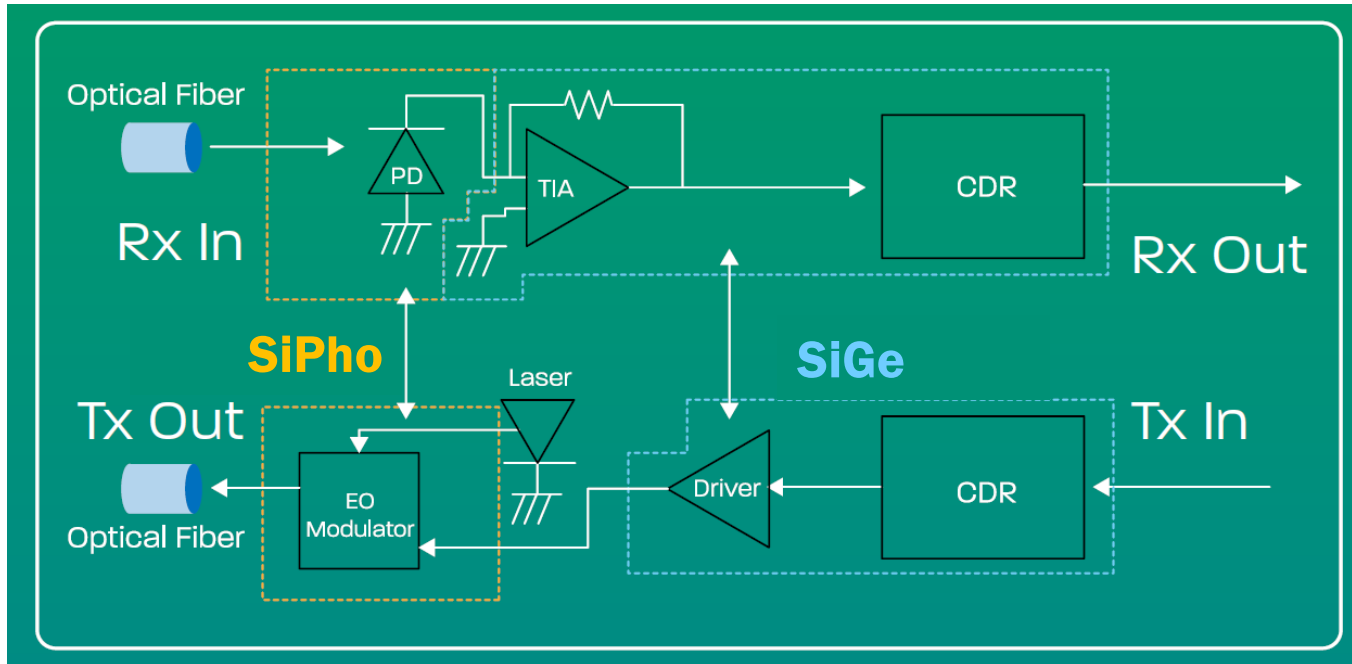 Optical Fiber
PD
TIA
CDR
Rx In
Rx Out
SiPho
SiGe
Laser
Tx Out
Tx In
EO
Modulator
Driver
CDR
Optical Fiber